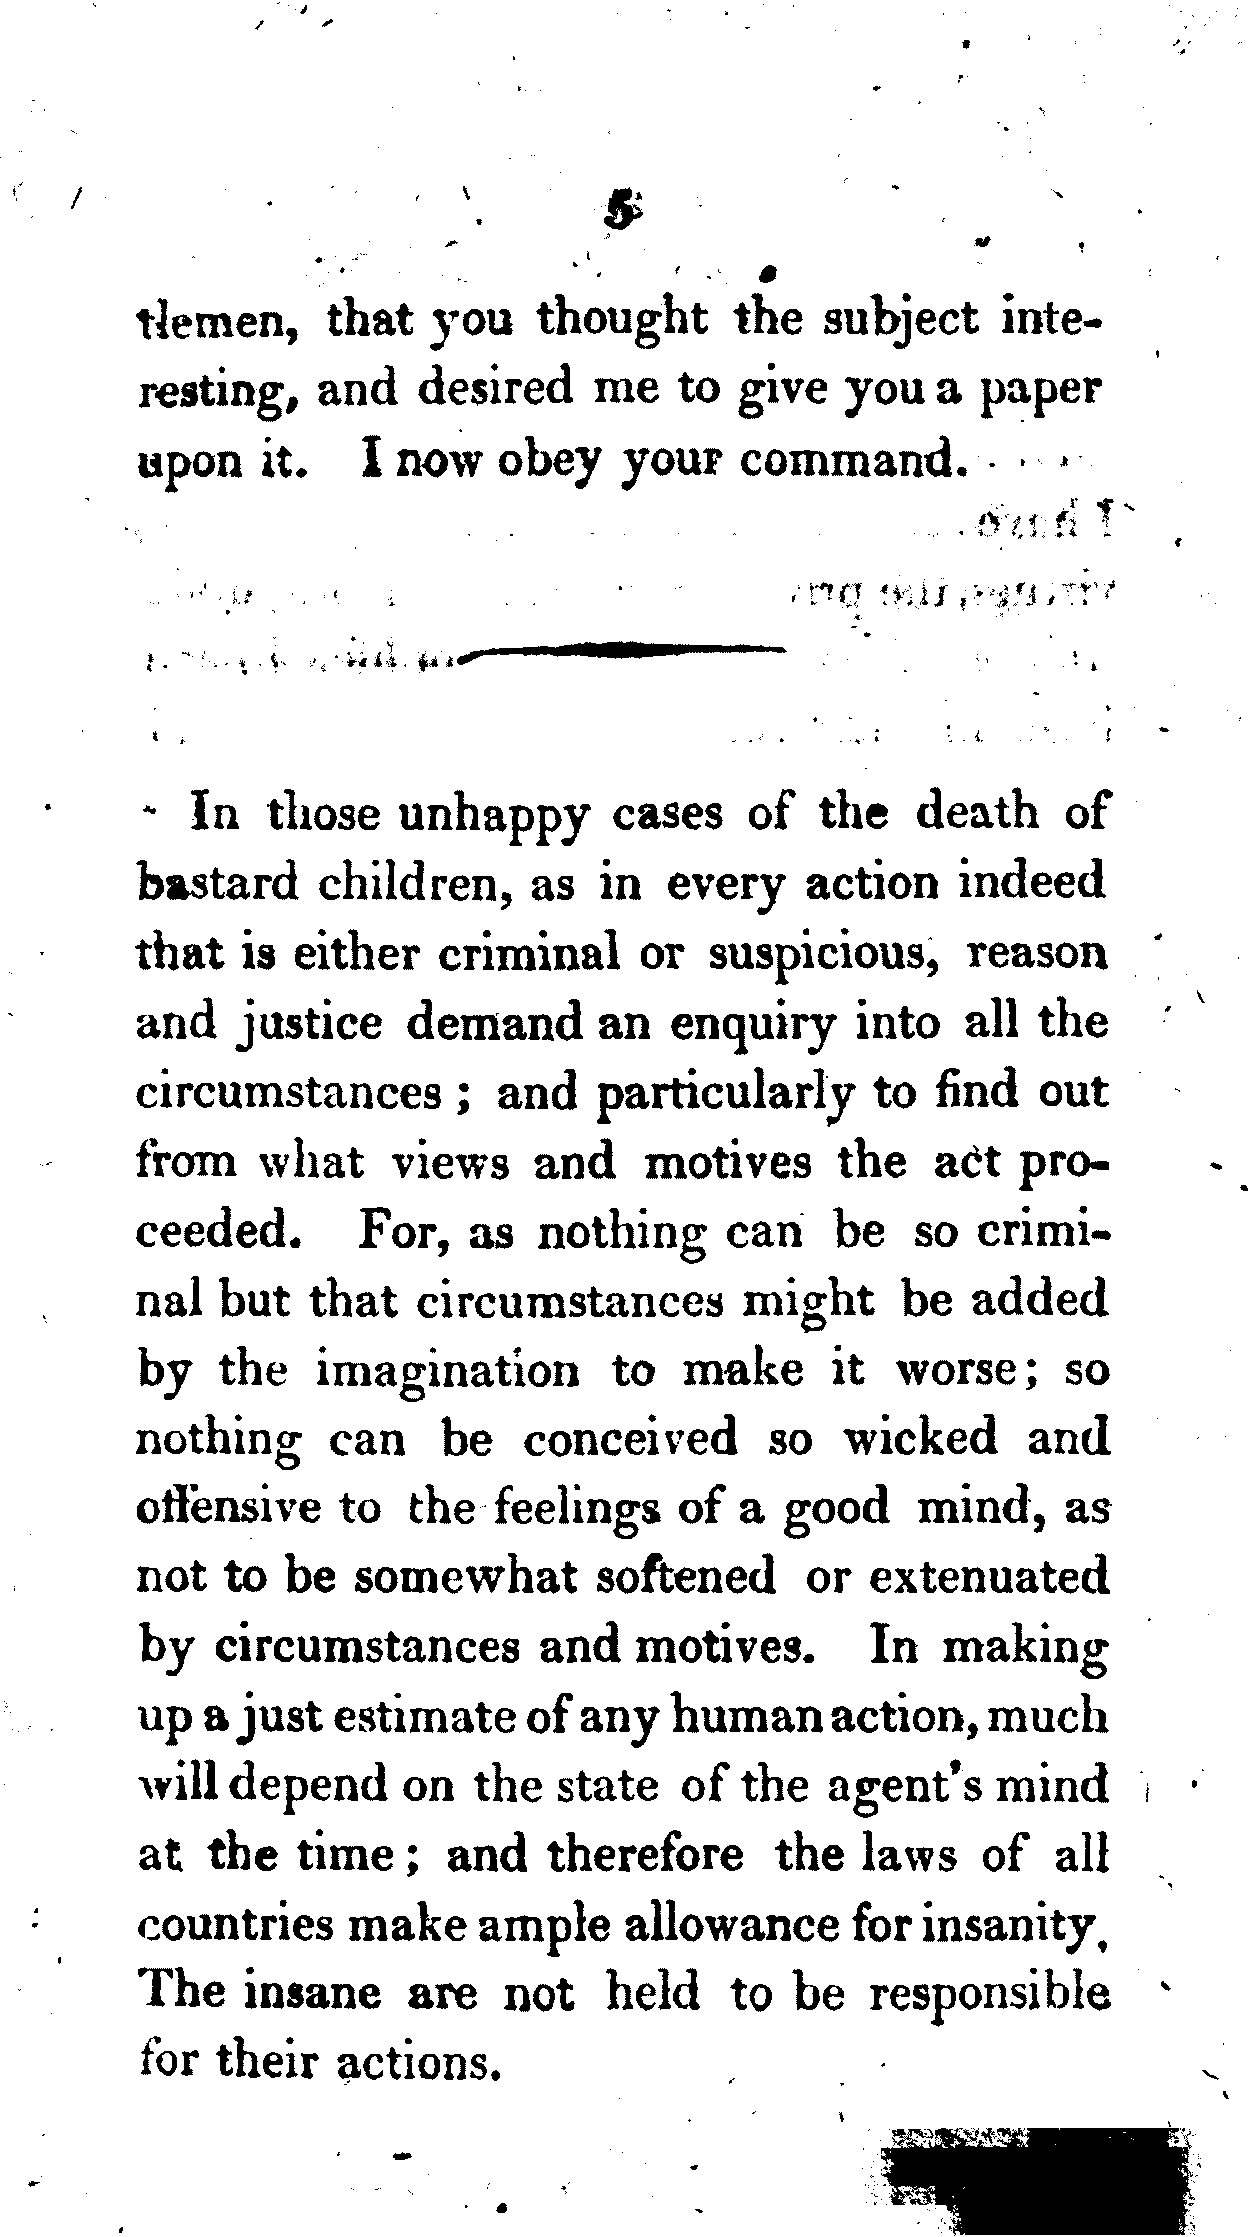 5
tlemen, that you thought the subject inte-
resting, and desired me to give you a paper
upon it. I now obey your command.
In those unhappy cases of the death of
bastard children, as in every action indeed
that is either criminal or suspicious, reason
and justice demand an enquiry into all the
circumstances ; and particularly to find out
from what views and motives the act pro-
ceeded. For, as nothing can be so crimi-
nal but that circumstances might be added
by the imagination to make it worse; so
nothing can be conceived so wicked and
offensive to the feelings of a good mind, as
not to be somewhat softened or extenuated
by circumstances and motives. In making
up a just estimate of any human action, much
will depend on the state of the agent's mind
at the time ; and therefore the laws of all
countries make ample allowance for insanity.
The insane are not held to be responsible
for their actions.